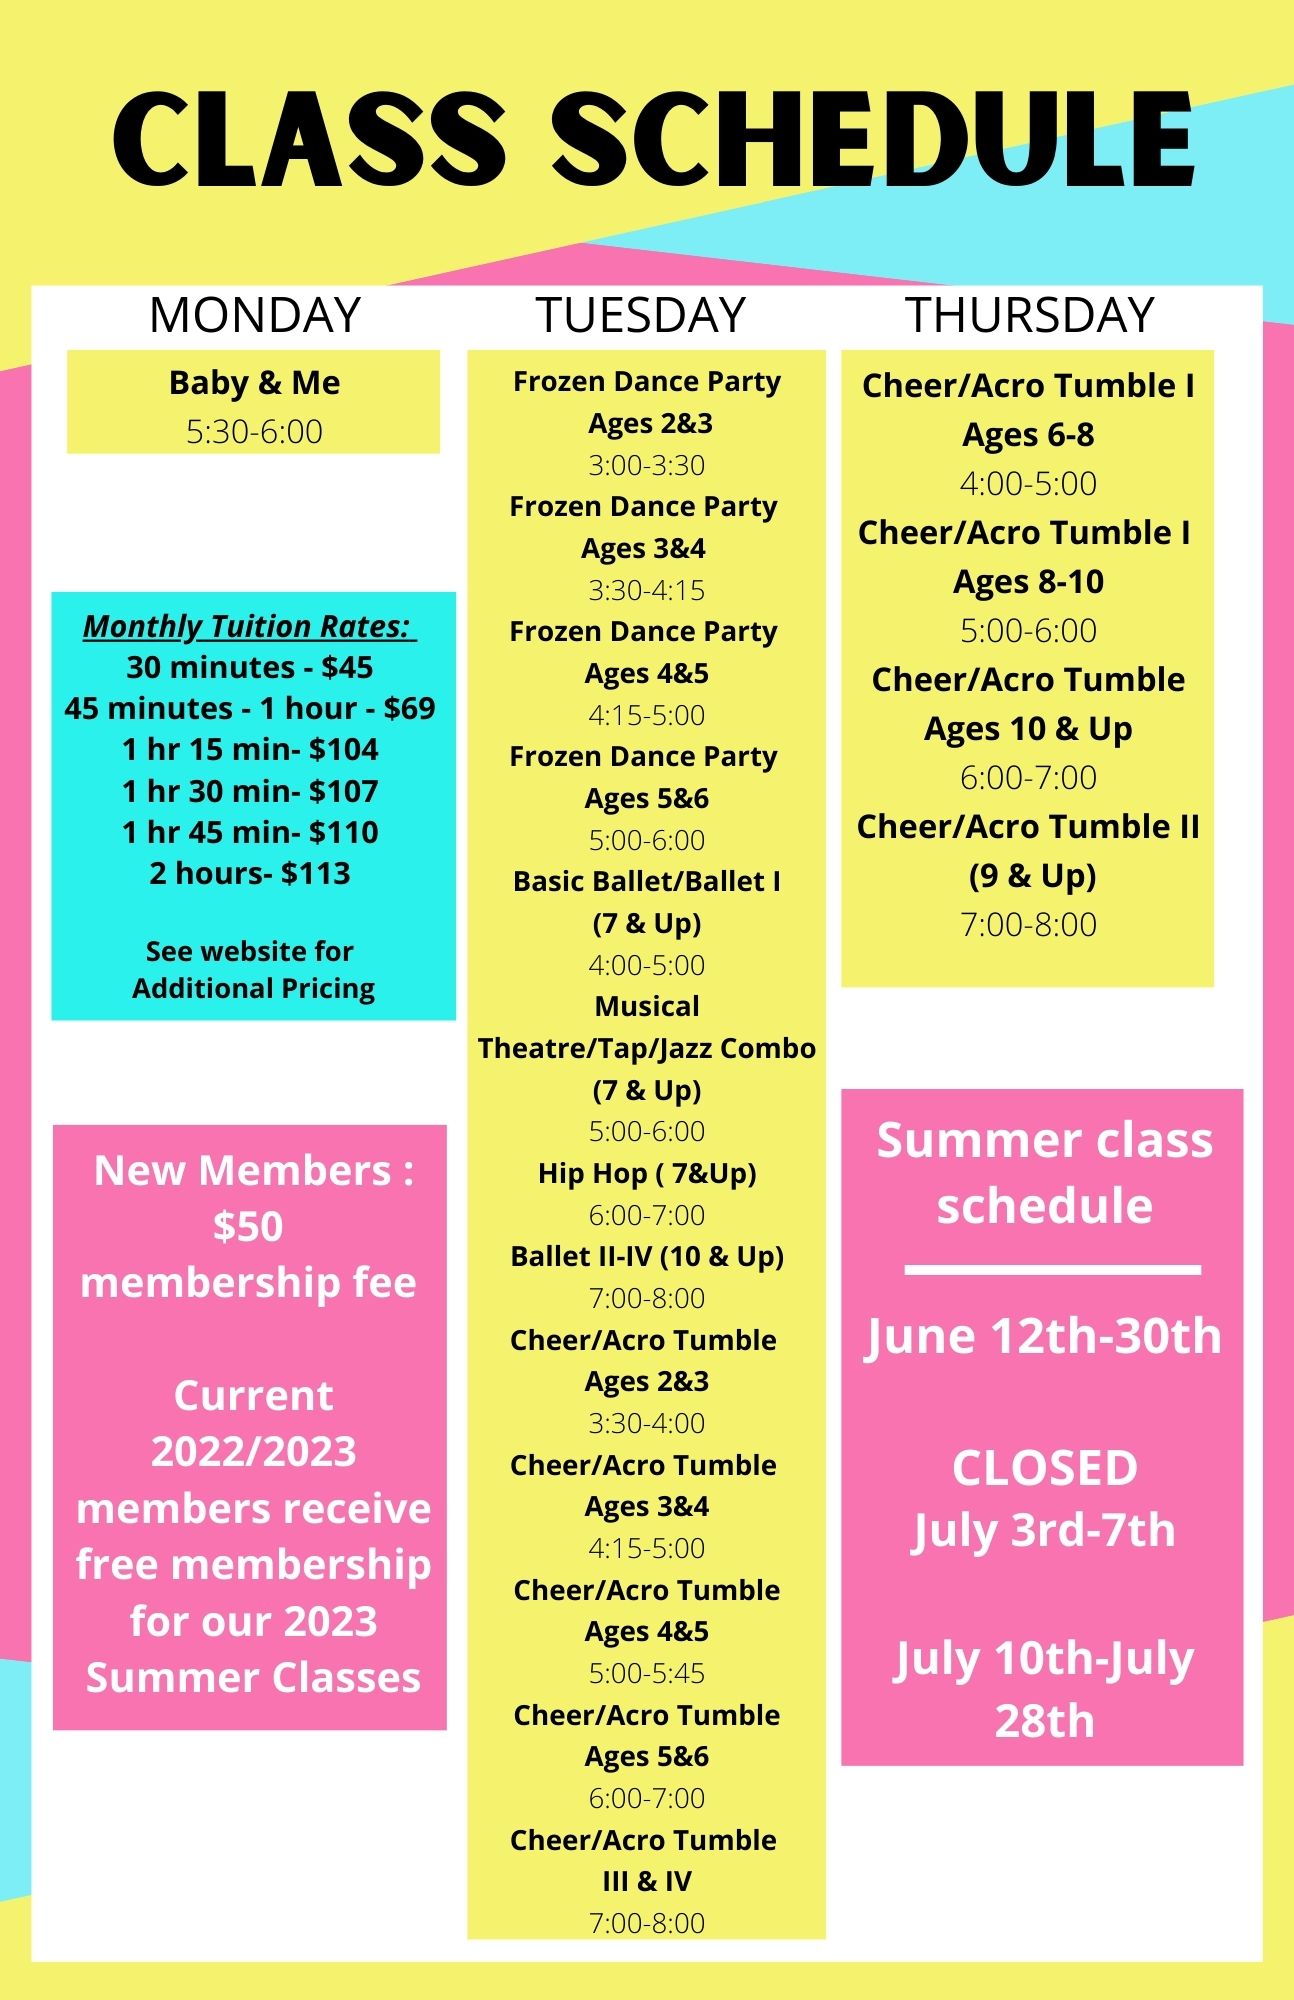 CLASS SCHEDULE
MONDAY
Baby & Me
5:30-6:00
Monthly Tuition Rates:
30 minutes - $45
45 minutes - 1 hour - $69
1 hr 15 min- $104
1 hr 30 min- $107
1 hr 45 min- $110
2 hours- $113
See website for
Additional Pricing
New Members :
$50
membership fee
Current
2022/2023
members receive
free membership
for our 2023
Summer Classes
TUESDAY
Frozen Dance Party
Ages 2&3
3:00-3:30
Frozen Dance Party
Ages 3&4
3:30-4:15
Frozen Dance Party
Ages 4&5
4:15-5:00
Frozen Dance Party
Ages 5&6
5:00-6:00
Basic Ballet/Ballet I
(7 & Up)
4:00-5:00
Musical
Theatre/Tap/Jazz Combo
(7 & Up)
5:00-6:00
Hip Hop ( 7&Up)
6:00-7:00
Ballet II-IV (10 & Up)
7:00-8:00
Cheer/Acro Tumble
Ages 2&3
3:30-4:00
Cheer/Acro Tumble
Ages 3&4
4:15-5:00
Cheer/Acro Tumble
Ages 4&5
5:00-5:45
Cheer/Acro Tumble
Ages 5&6
6:00-7:00
Cheer/Acro Tumble
III & IV
7:00-8:00
THURSDAY
Cheer/Acro Tumble I
Ages 6-8
4:00-5:00
Cheer/Acro Tumble I
Ages 8-10
5:00-6:00
Cheer/Acro Tumble
Ages 10 & Up
6:00-7:00
Cheer/Acro Tumble II
(9 & Up)
7:00-8:00
Summer class
schedule
June 12th-30th
CLOSED
July 3rd-7th
July 10th-July
28th